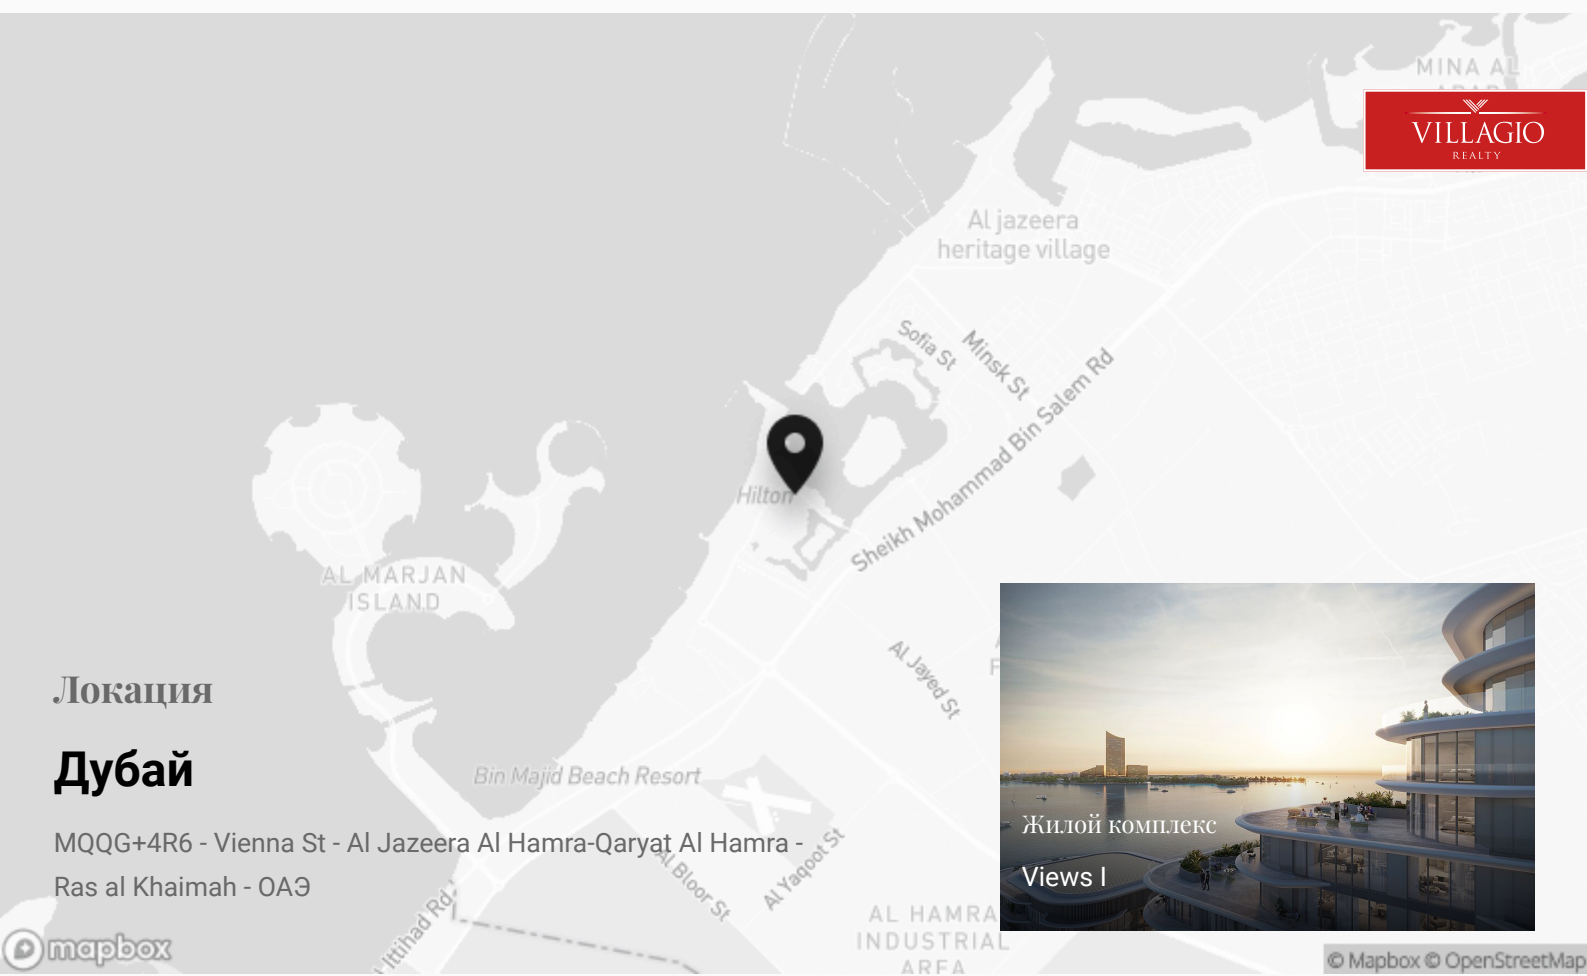 MINA AL
VILLAGIO
REALTY
Al jazeera
heritage village
Sofia St
Minsk St
Sheikh Mohammad Bin Salem Rd
Hilton
AL MARJAN
ISLAND
Al Jayed St
Локация
Дубай
Bin Majid Beach Resort
MQQG+4R6 - Vienna St - Al Jazeera Al Hamra-Qaryat Al Hamra -
Ras al Khaimah - ОАЭ
Al Bloor St
Al Yaqoot St
Жилой комплекс
Views I
AL HAMRA
INDUSTRIAL
AREA
mapbox
© Mapbox © OpenStreetMap